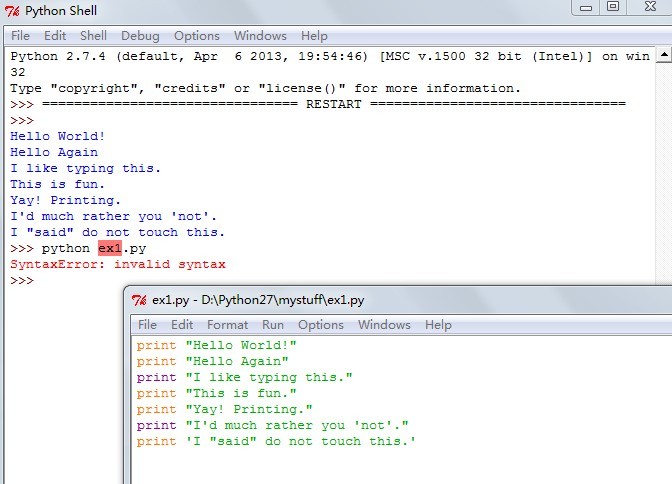 Python Shell
File Edit Shell Debug Options Windows Help
Python 2.7.4 (default, Apr  6 2013, 19:54:46) [MSC v.1500 32 bit (Intel)] on win
32
Type "copyright", "credits" or "license()" for more information.
>>> ================================ RESTART ================================
>>>
Hello World!
Hello Again
I like typing this.
This is fun.
Yay! Printing.
I'd much rather you 'not'.
I "said" do not touch this.
>>> python ex1.py
SyntaxError: invalid syntax
>>>
ex1.py - D:\Python27\mystuff\ex1.py
File Edit Format Run Options Windows Help
print "Hello World!"
print "Hello Again"
print "I like typing this."
print "This is fun."
print "Yay! Printing."
print "I'd much rather you 'not'."
print 'I "said" do not touch this.'